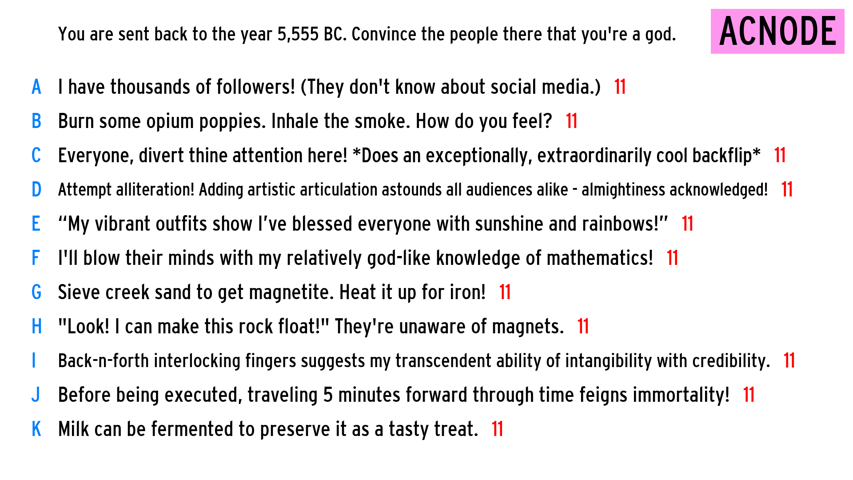 You are sent back to the year 5,555 BC. Convince the people there that you're a god.
ACNODE
A I have thousands of followers! (They don't know about social media.) 11
B Burn some opium poppies. Inhale the smoke. How do you feel? 11
C Everyone, divert thine attention here! *Does an exceptionally, extraordinarily cool backflip* 11
D Attempt alliteration! Adding artistic articulation astounds all audiences alike - almightiness acknowledged! 11
E “My vibrant outfits show I’ve blessed everyone with sunshine and rainbows!” 11
F I'll blow their minds with my relatively god-like knowledge of mathematics! 11
G Sieve creek sand to get magnetite. Heat it up for iron! 11
H "Look! I can make this rock float!" They're unaware of magnets. 11
I Back-n-forth interlocking fingers suggests my transcendent ability of intangibility with credibility. 11
J Before being executed, traveling 5 minutes forward through time feigns immortality! 11
K Milk can be fermented to preserve it as a tasty treat. 11